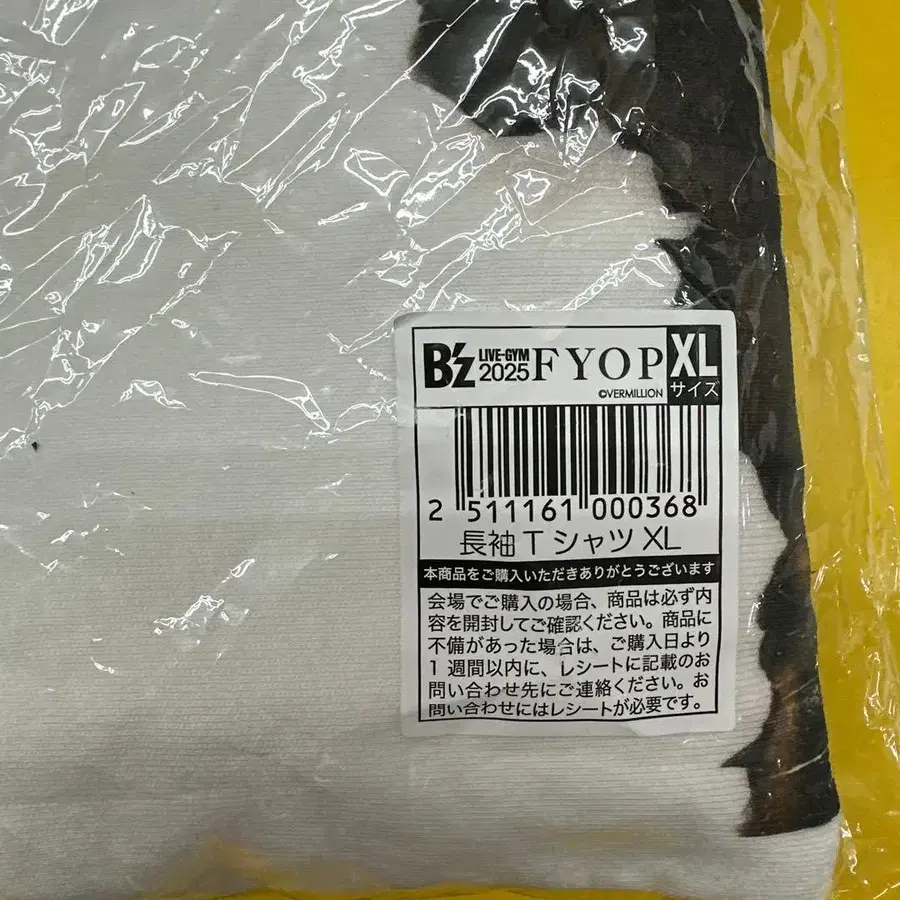 B'z LIVE-GYM 2025 FYOP XL
©VERMILLION サイズ
2 511161 000368
長袖TシャツXL
本商品をご購入いただきありがとうございます
会場でご購入の場合、商品は必ず内
容を開封してご確認ください。商品に
不備があった場合は、ご購入日より
1週間以内に、レシートに記載のお
問い合わせ先にご連絡ください。お
問い合わせにはレシートが必要です。